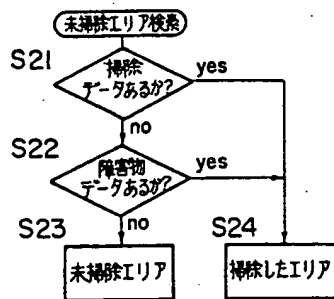 未掃除エリア検索
S21
掃除
データあるか?
yes
no
S22
障害物
データあるか?
yes
no
S23
未掃除エリア
S24
掃除したエリア